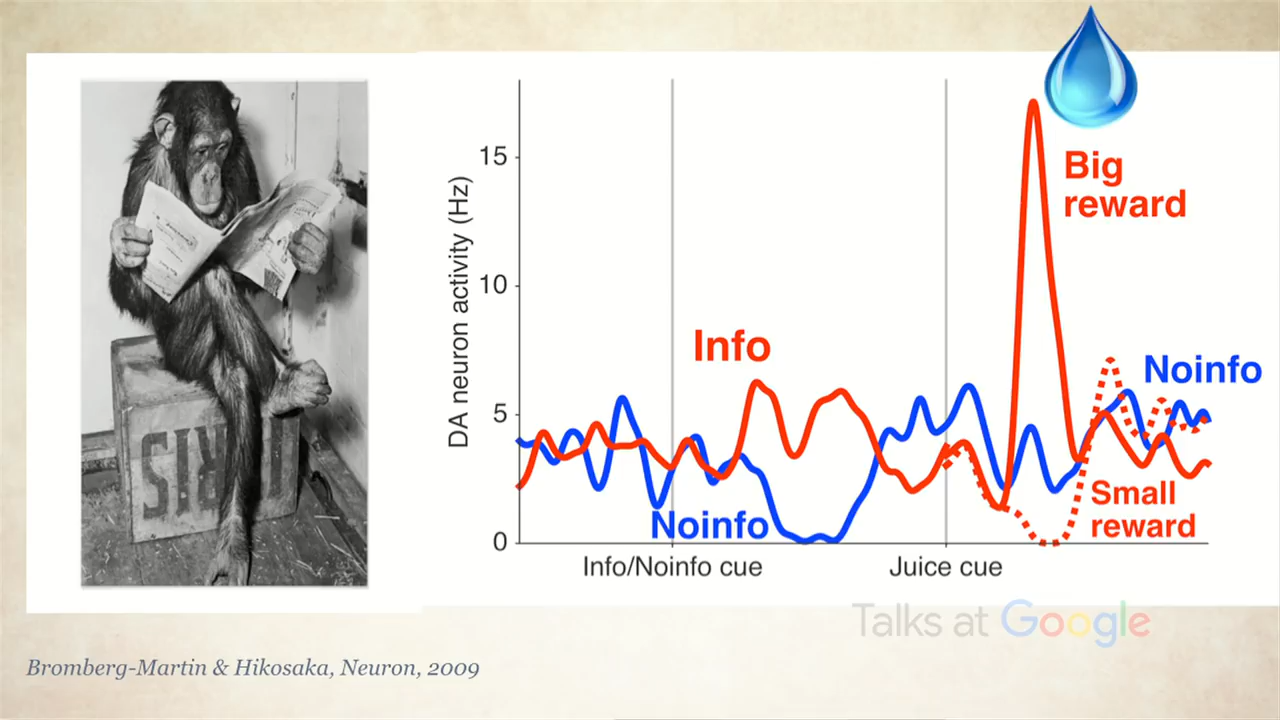 SIRRIS
DA neuron activity (Hz)
15
10
5
0
Big
reward
Info
Noinfo
Noinfo
Small
reward
Info/Noinfo cue
Juice cue
Talks at Google
Bromberg-Martin & Hikosaka, Neuron, 2009